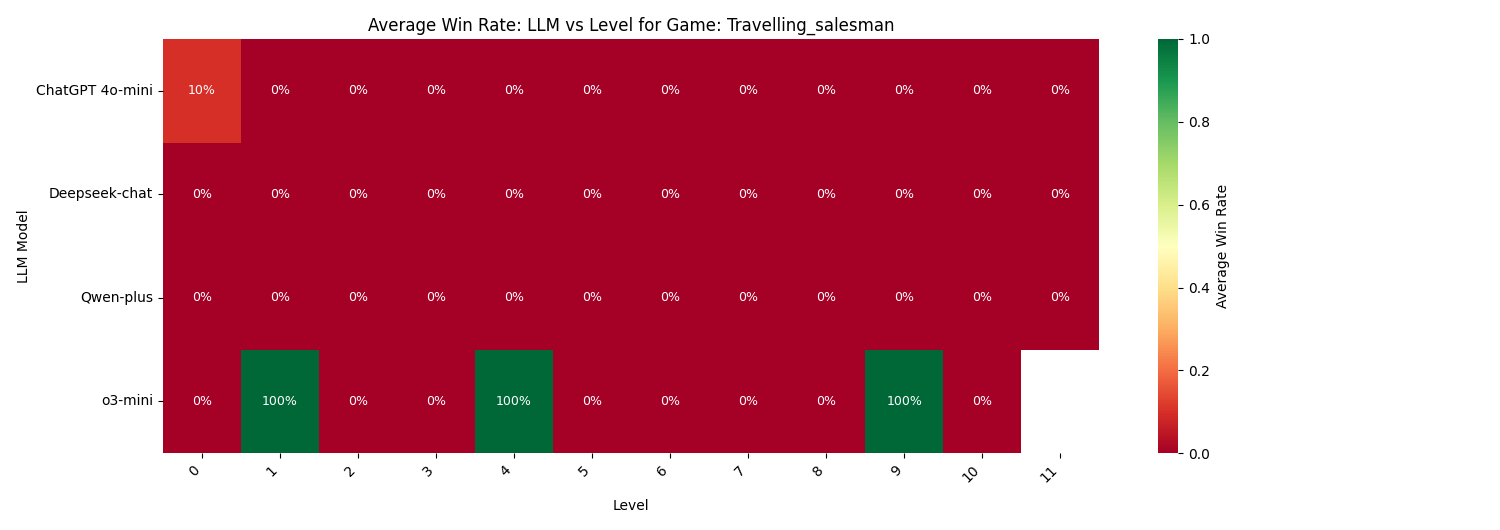 Average Win Rate: LLM vs Level for Game: Travelling_salesman
LLM Model
ChatGPT 4o-mini 10% 0% 0% 0% 0% 0% 0% 0% 0% 0% 0% 0%
Deepseek-chat 0% 0% 0% 0% 0% 0% 0% 0% 0% 0% 0% 0%
Qwen-plus 0% 0% 0% 0% 0% 0% 0% 0% 0% 0% 0% 0%
o3-mini 0% 100% 0% 0% 100% 0% 0% 0% 0% 100% 0%
0 1 2 3 4 5 6 7 8 9 10 11
Level
1.0
0.8
0.6
0.4
0.2
0.0
Average Win Rate